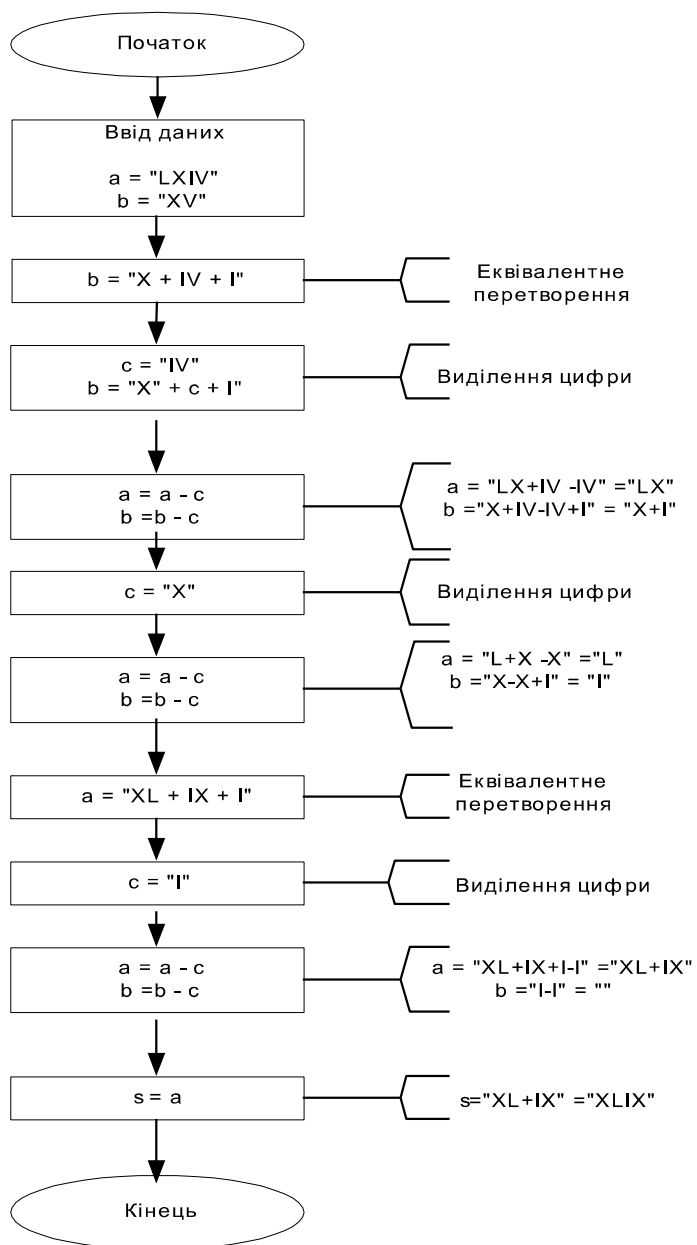 Початок
Ввід даних
a = "LXIV"
b = "XV"
b = "X + IV + I"
Еквівалентне
перетворення
c = "IV"
b = "X" + c + I"
Виділення цифри
a = a - c
b =b - c
a = "LX+IV -IV" ="LX"
b ="X+IV-IV+I" = "X+I"
c = "X"
Виділення цифри
a = a - c
b =b - c
a = "L+X -X" ="L"
b ="X-X+I" = "I"
a = "XL + IX + I"
Еквівалентне
перетворення
c = "I"
Виділення цифри
a = a - c
b =b - c
a = "XL+IX+I-I" ="XL+IX"
b ="I-I" = ""
s = a
s="XL+IX" ="XLIX"
Кінець